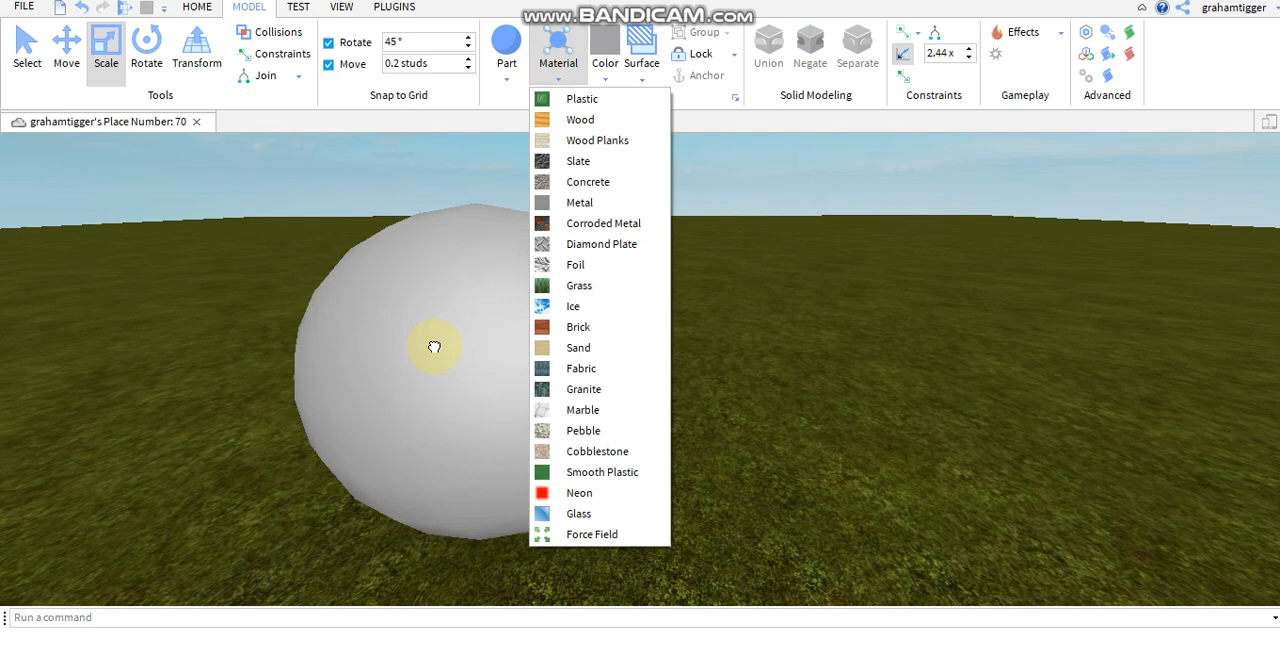 www.BANDICAM.com
FILE HOME MODEL TEST VIEW PLUGINS grahamtigger
Select Move Scale Rotate Transform
Collisions
Constraints
Join
Tools
Rotate 45°
Move 0.2 stud
Snap to Grid
Part Material Color Surface
Group
Lock
Anchor
Union Negate Separate
Solid Modeling
2.44 x
Constraints
Effects
Gameplay
Advanced
grahamtigger's Place Number: 70
Plastic
Wood
Wood Planks
Slate
Concrete
Metal
Corroded Metal
Diamond Plate
Foil
Grass
Ice
Brick
Sand
Fabric
Granite
Marble
Pebble
Cobblestone
Smooth Plastic
Neon
Glass
Force Field
Run a command